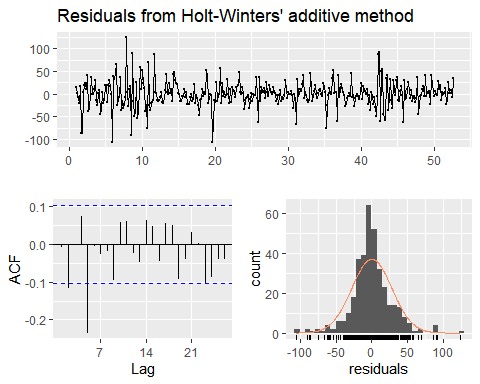 Residuals from Holt-Winters' additive method
100
50
0
-50
-100
0 10 20 30 40 50
0.1
0.0
-0.1
-0.2
ACF
7 14 21
Lag
60
40
20
0
count
-100 -50 0 50 100
residuals